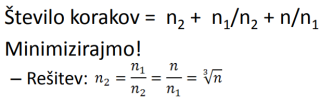 Število korakov = n₂ + n₁/n₂ + n/n₁
Minimizirajmo!
– Rešitev: n₂ = n₁/n₂ = n/n₁ = ∛n